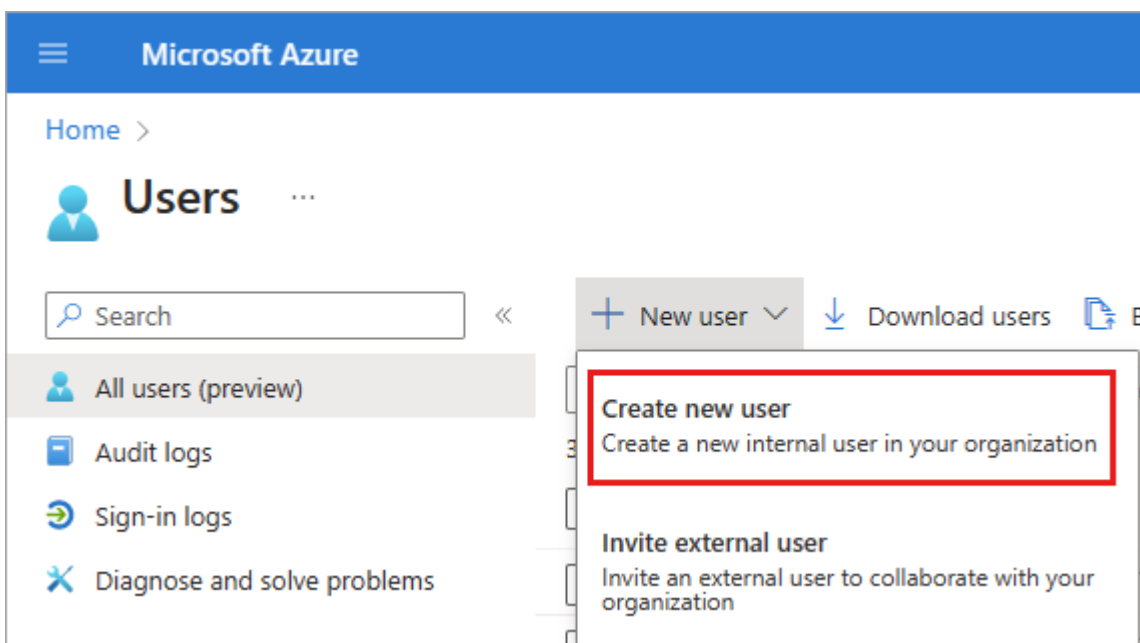 Microsoft Azure
Home >
Users ...
Search
All users (preview)
Audit logs
Sign-in logs
Diagnose and solve problems
New user
Download users
Create new user
Create a new internal user in your organization
Invite external user
Invite an external user to collaborate with your
organization